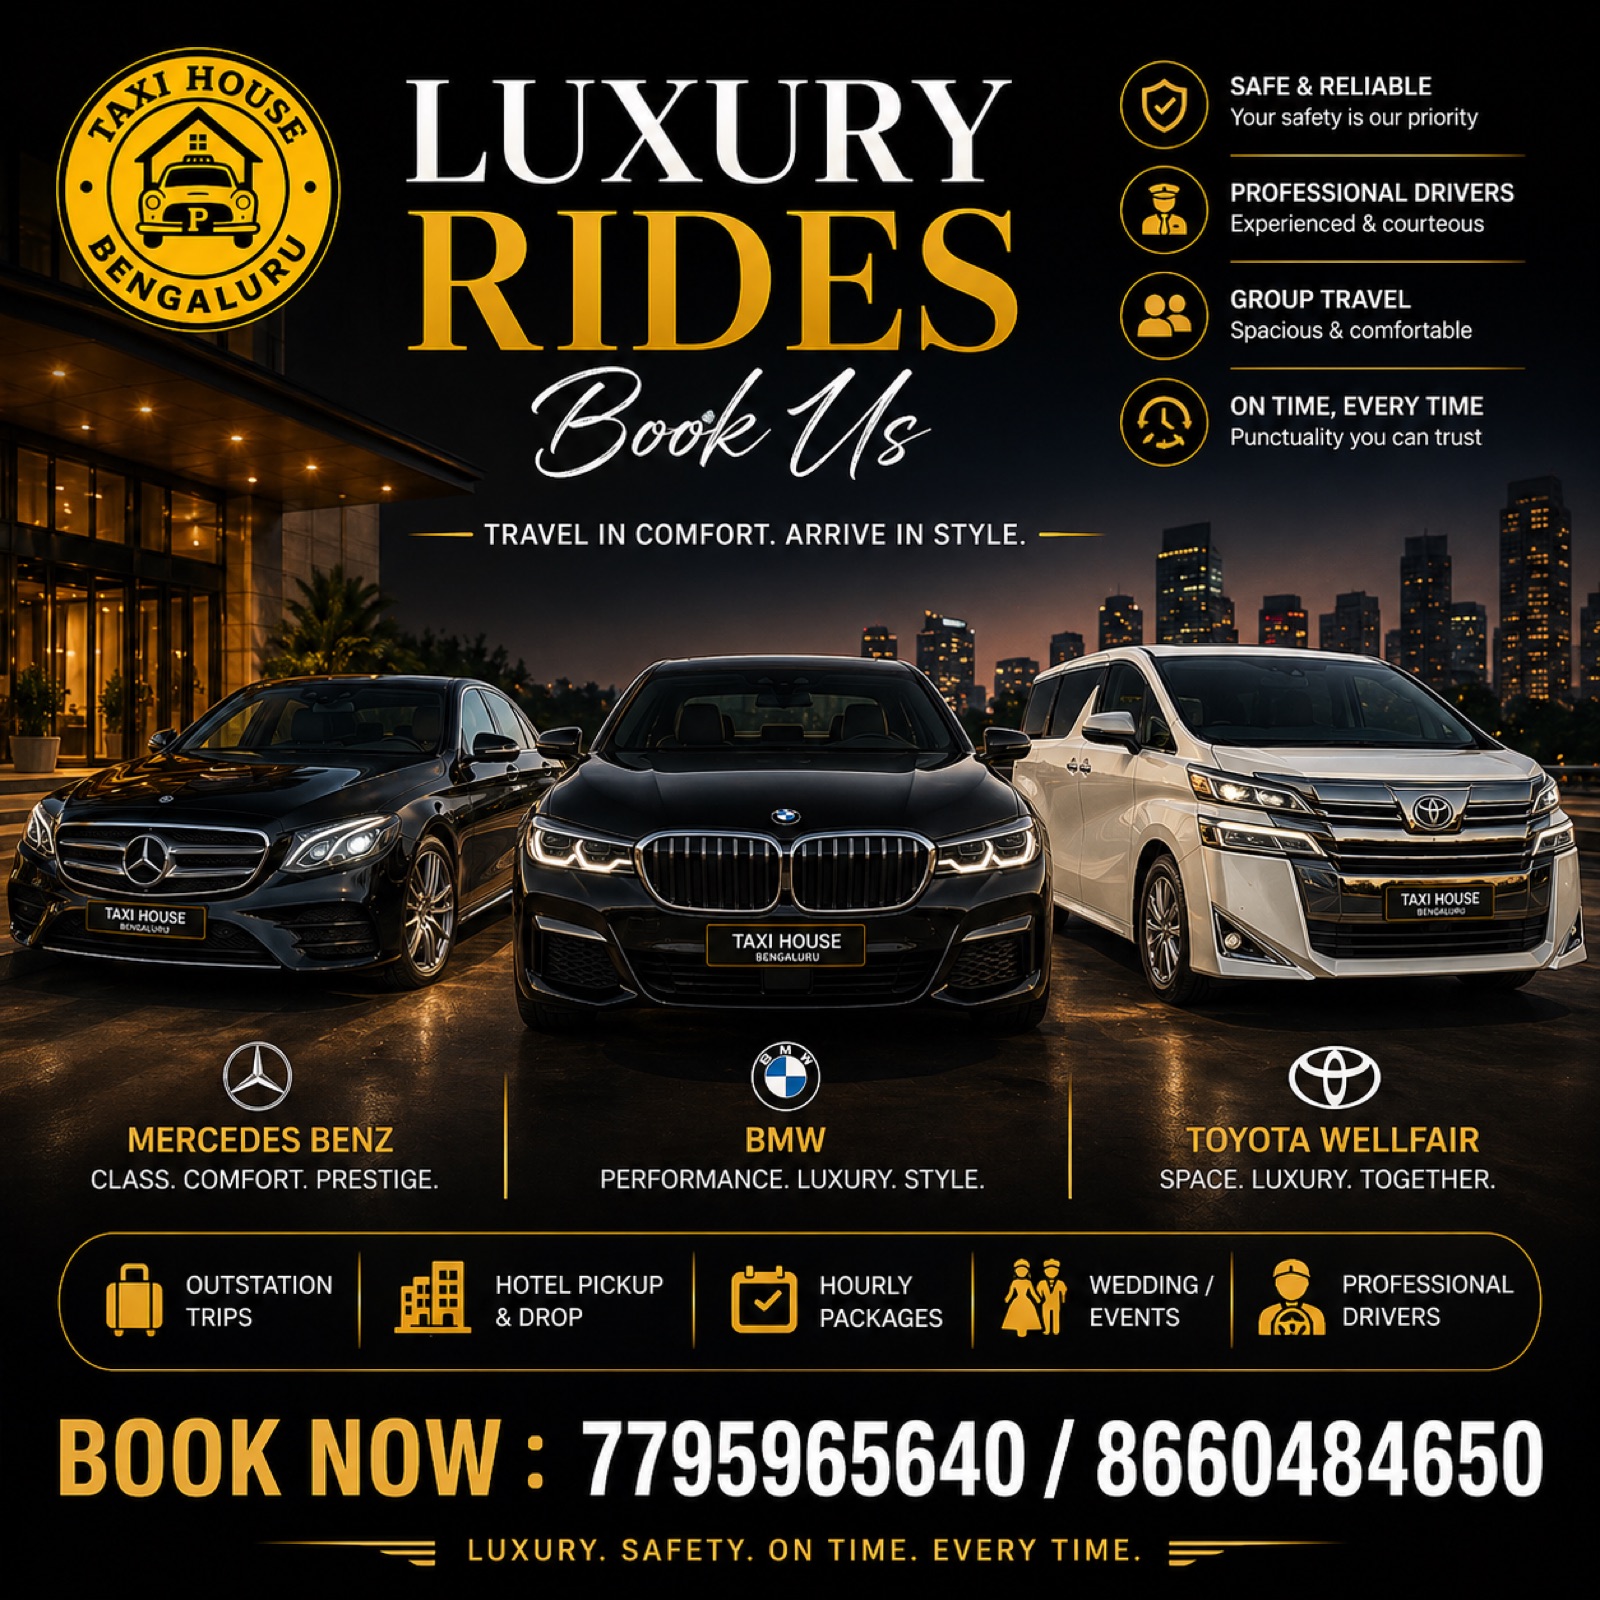 TAXI HOUSE
BENGALURU
P
LUXURY
RIDES
Book Us
TRAVEL IN COMFORT. ARRIVE IN STYLE.
SAFE & RELIABLE
Your safety is our priority
PROFESSIONAL DRIVERS
Experienced & courteous
GROUP TRAVEL
Spacious & comfortable
ON TIME, EVERY TIME
Punctuality you can trust
TAXI HOUSE
BENGALURU
TAXI HOUSE
BENGALURU
TAXI HOUSE
BENGALURU
MERCEDES BENZ
CLASS. COMFORT. PRESTIGE.
BMW
BMW
PERFORMANCE. LUXURY. STYLE.
TOYOTA WELLFAIR
SPACE. LUXURY. TOGETHER.
OUTSTATION
TRIPS
HOTEL PICKUP
& DROP
HOURLY
PACKAGES
WEDDING /
EVENTS
PROFESSIONAL
DRIVERS
BOOK NOW : 7795965640 / 8660484650
LUXURY. SAFETY. ON TIME. EVERY TIME.